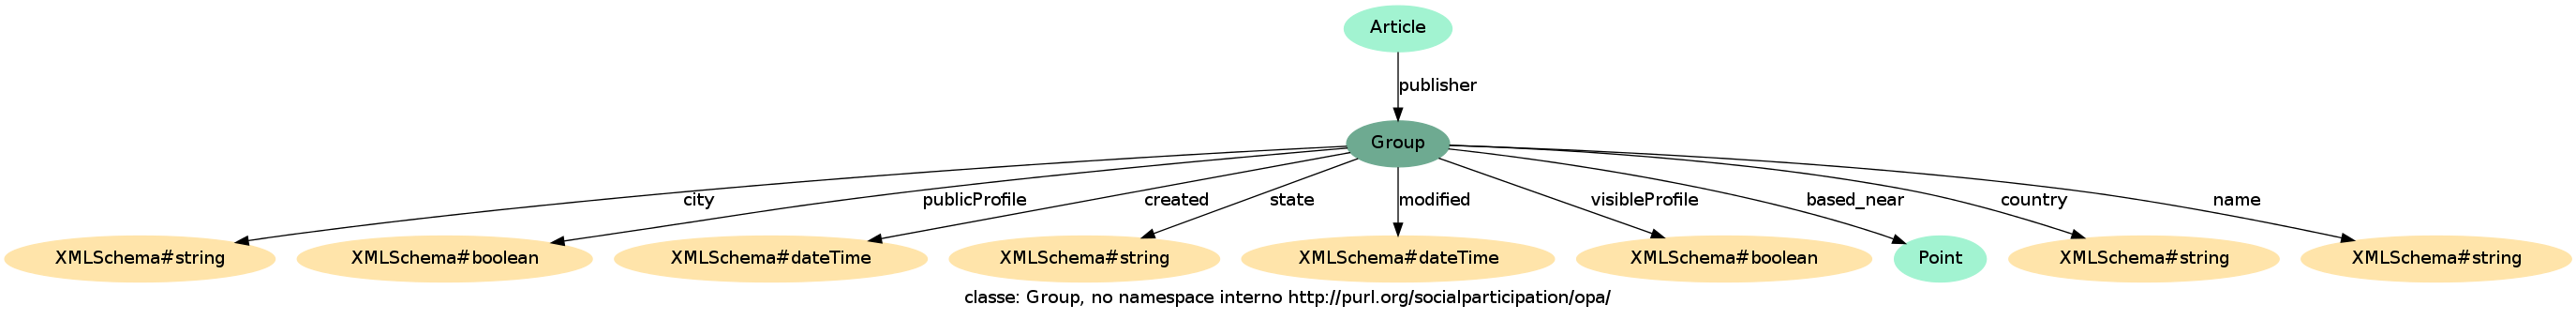 Article
publisher
Group
city
publicProfile
created
state
modified
visibleProfile
based_near
country
name
XMLSchema#string
XMLSchema#boolean
XMLSchema#dateTime
XMLSchema#string
XMLSchema#dateTime
XMLSchema#boolean
Point
XMLSchema#string
XMLSchema#string
classe: Group, no namespace interno http://purl.org/socialparticipation/opa/